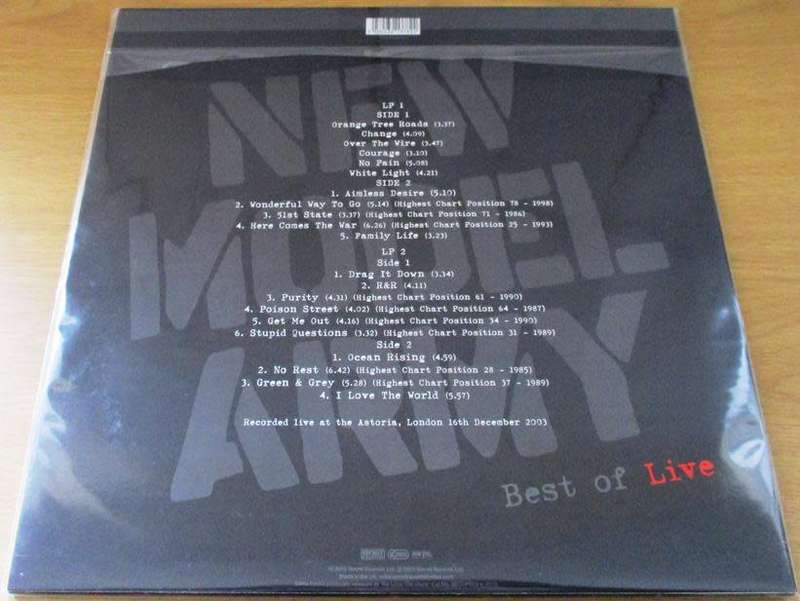 NEW
MODEL
ARMY
LP 1
SIDE 1
Orange Tree Roads (3.37)
Change (4.09)
Over The Wire (3.47)
Courage (3.10)
No Pain (5.08)
White Light (4.21)
SIDE 2
1. Aimless Desire (5.10)
2. Wonderful Way To Go (5.14) (Highest Chart Position 78 - 1998)
3. 51st State (3.37) (Highest Chart Position 71 - 1986)
4. Here Comes The War (6.26) (Highest Chart Position 25 - 1993)
5. Family Life (3.23)
LP 2
Side 1
1. Drag It Down (3.34)
2. R&R (4.11)
3. Purity (4.31) (Highest Chart Position 61 - 1990)
4. Poison Street (4.02) (Highest Chart Position 64 - 1987)
5. Get Me Out (4.16) (Highest Chart Position 34 - 1990)
6. Stupid Questions (3.32) (Highest Chart Position 31 - 1989)
Side 2
1. Ocean Rising (4.59)
2. No Rest (6.42) (Highest Chart Position 28 - 1985)
3. Green & Grey (5.28) (Highest Chart Position 37 - 1989)
4. I Love The World (5.57)
Recorded live at the Astoria, London 16th December 2003
Best of Live